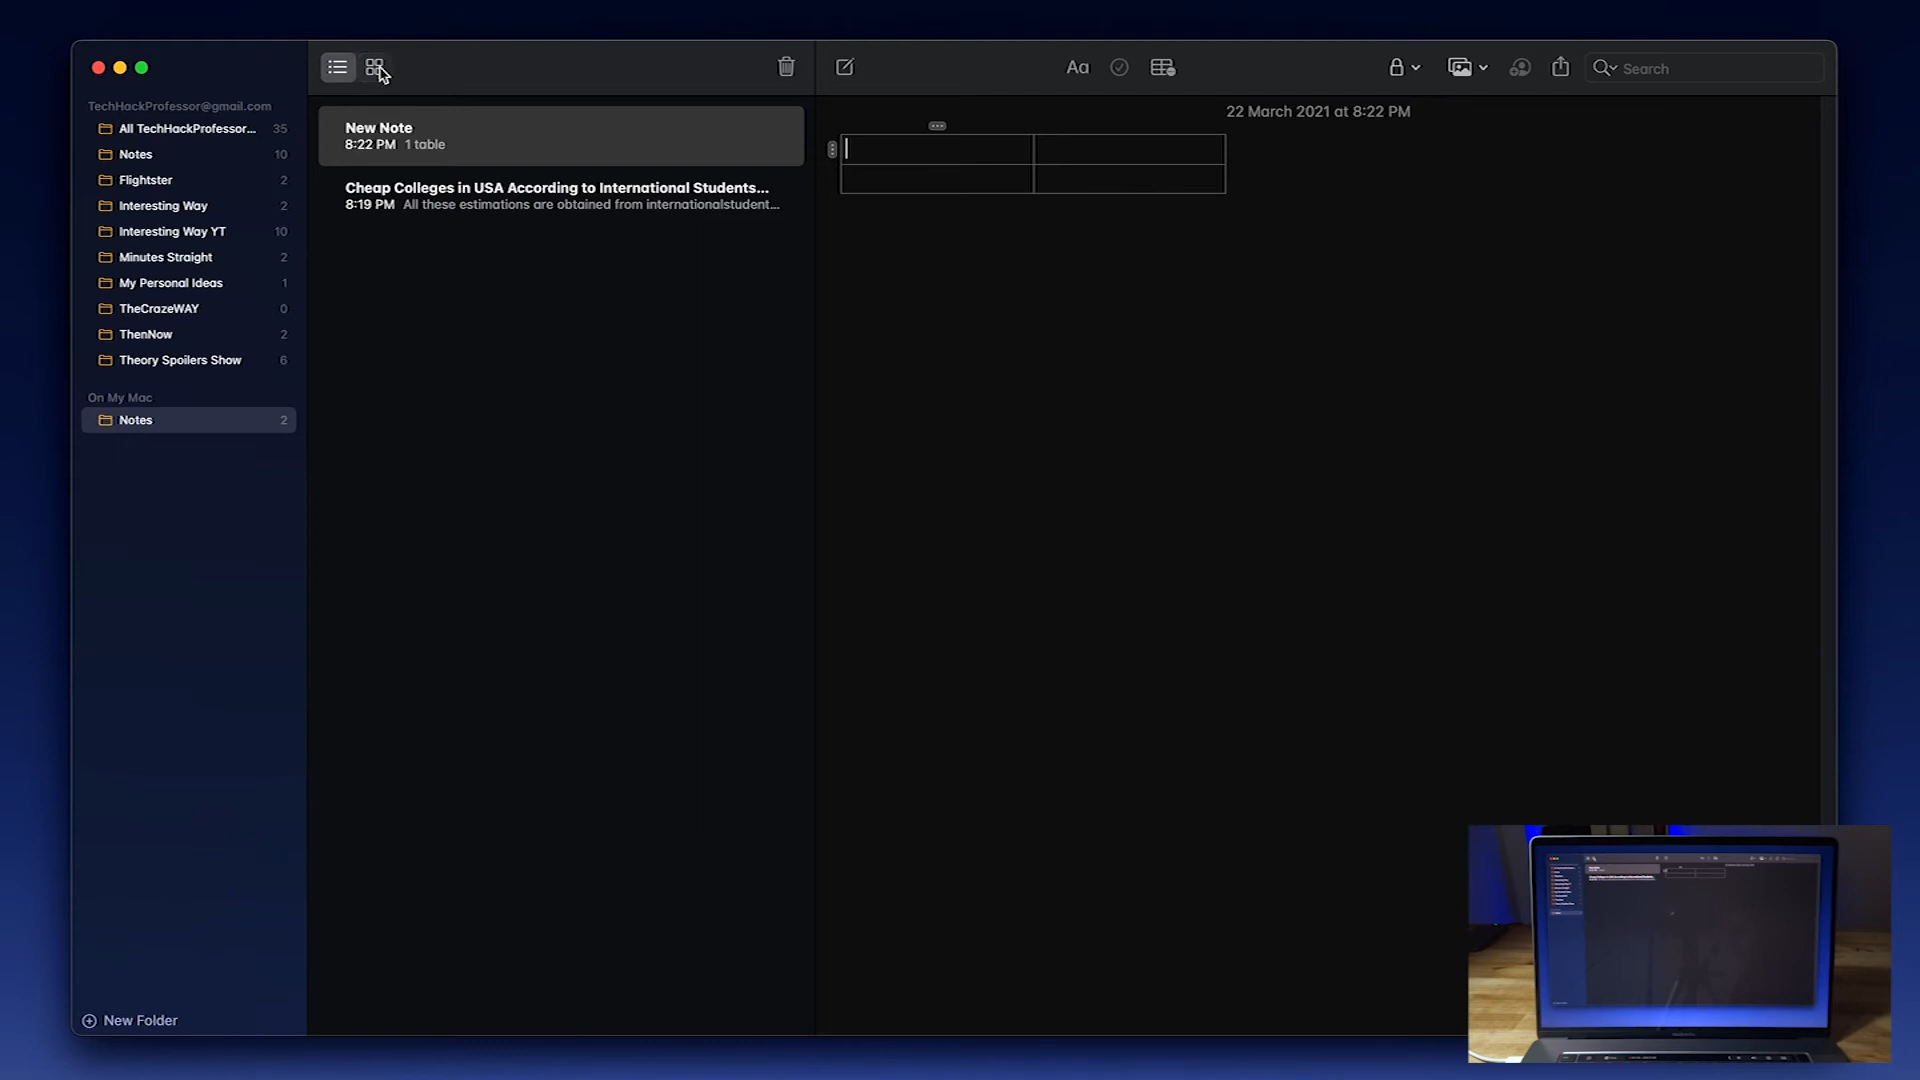 TechHackProfessor@gmail.com
All TechHackProfessor... 35
Notes 10
Flightster 2
Interesting Way 2
Interesting Way YT 10
Minutes Straight 2
My Personal Ideas 1
TheCrazeWAY 0
ThenNow 2
Theory Spoilers Show 6
On My Mac
Notes 2
New Folder
New Note
8:22 PM 1 table
Cheap Colleges in USA According to International Students...
8:19 PM All these estimations are obtained from internationalstudent...
Aa
Search
22 March 2021 at 8:22 PM